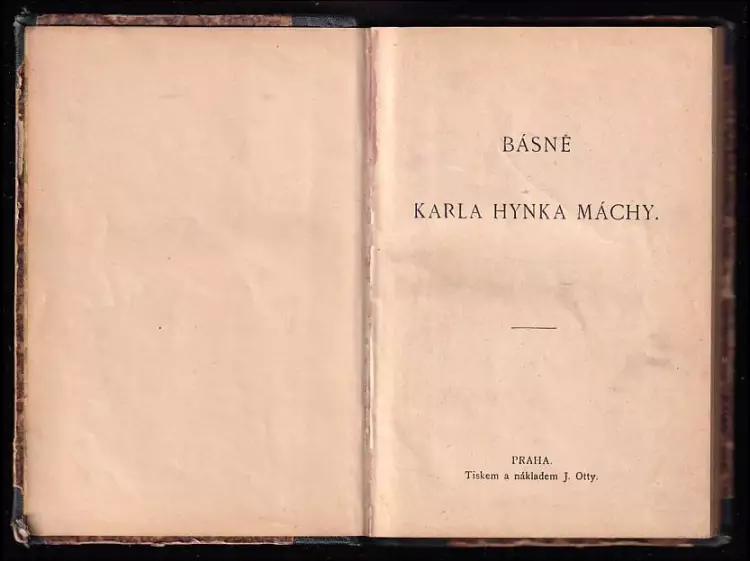 BÁSNĚ
KARLA HYNKA MÁCHY.
PRAHA.
Tiskem a nákladem J. Otty.